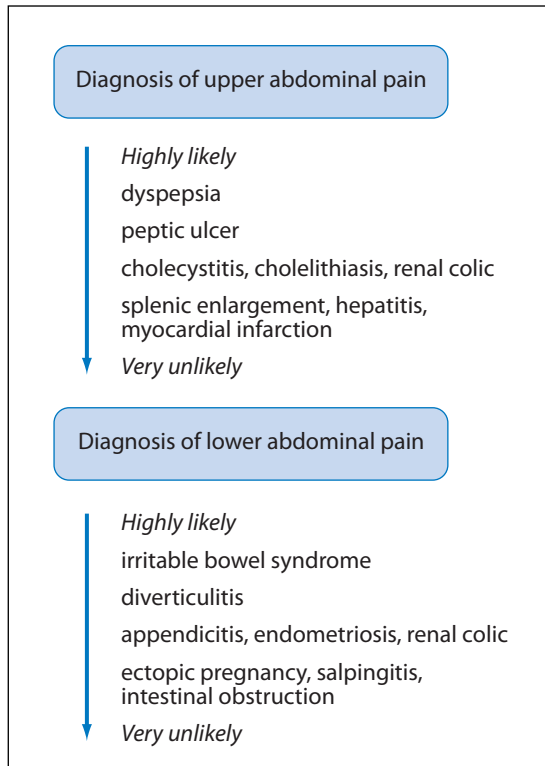 Diagnosis of upper abdominal pain
Highly likely
dyspepsia
peptic ulcer
cholecystitis, cholelithiasis, renal colic
splenic enlargement, hepatitis,
myocardial infarction
Very unlikely
Diagnosis of lower abdominal pain
Highly likely
irritable bowel syndrome
diverticulitis
appendicitis, endometriosis, renal colic
ectopic pregnancy, salpingitis,
intestinal obstruction
Very unlikely